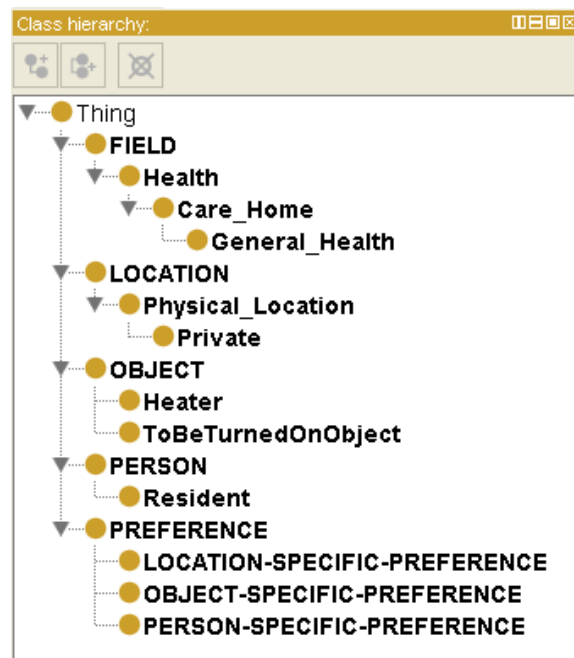 Class hierarchy:
Thing
FIELD
Health
Care_Home
General_Health
LOCATION
Physical_Location
Private
OBJECT
Heater
ToBeTurnedOnObject
PERSON
Resident
PREFERENCE
LOCATION-SPECIFIC-PREFERENCE
OBJECT-SPECIFIC-PREFERENCE
PERSON-SPECIFIC-PREFERENCE